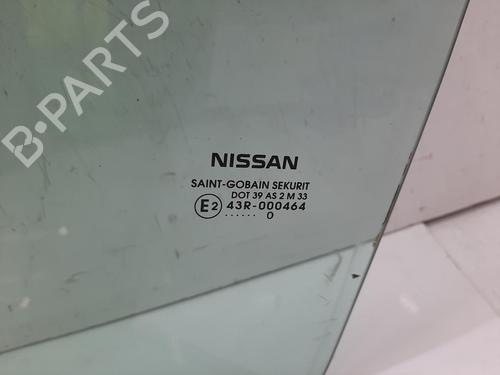 B-PARTS
NISSAN
SAINT-GOBAIN SEKURIT
DOT 39 AS 2 M 33
E2 43R-000464
...... 0